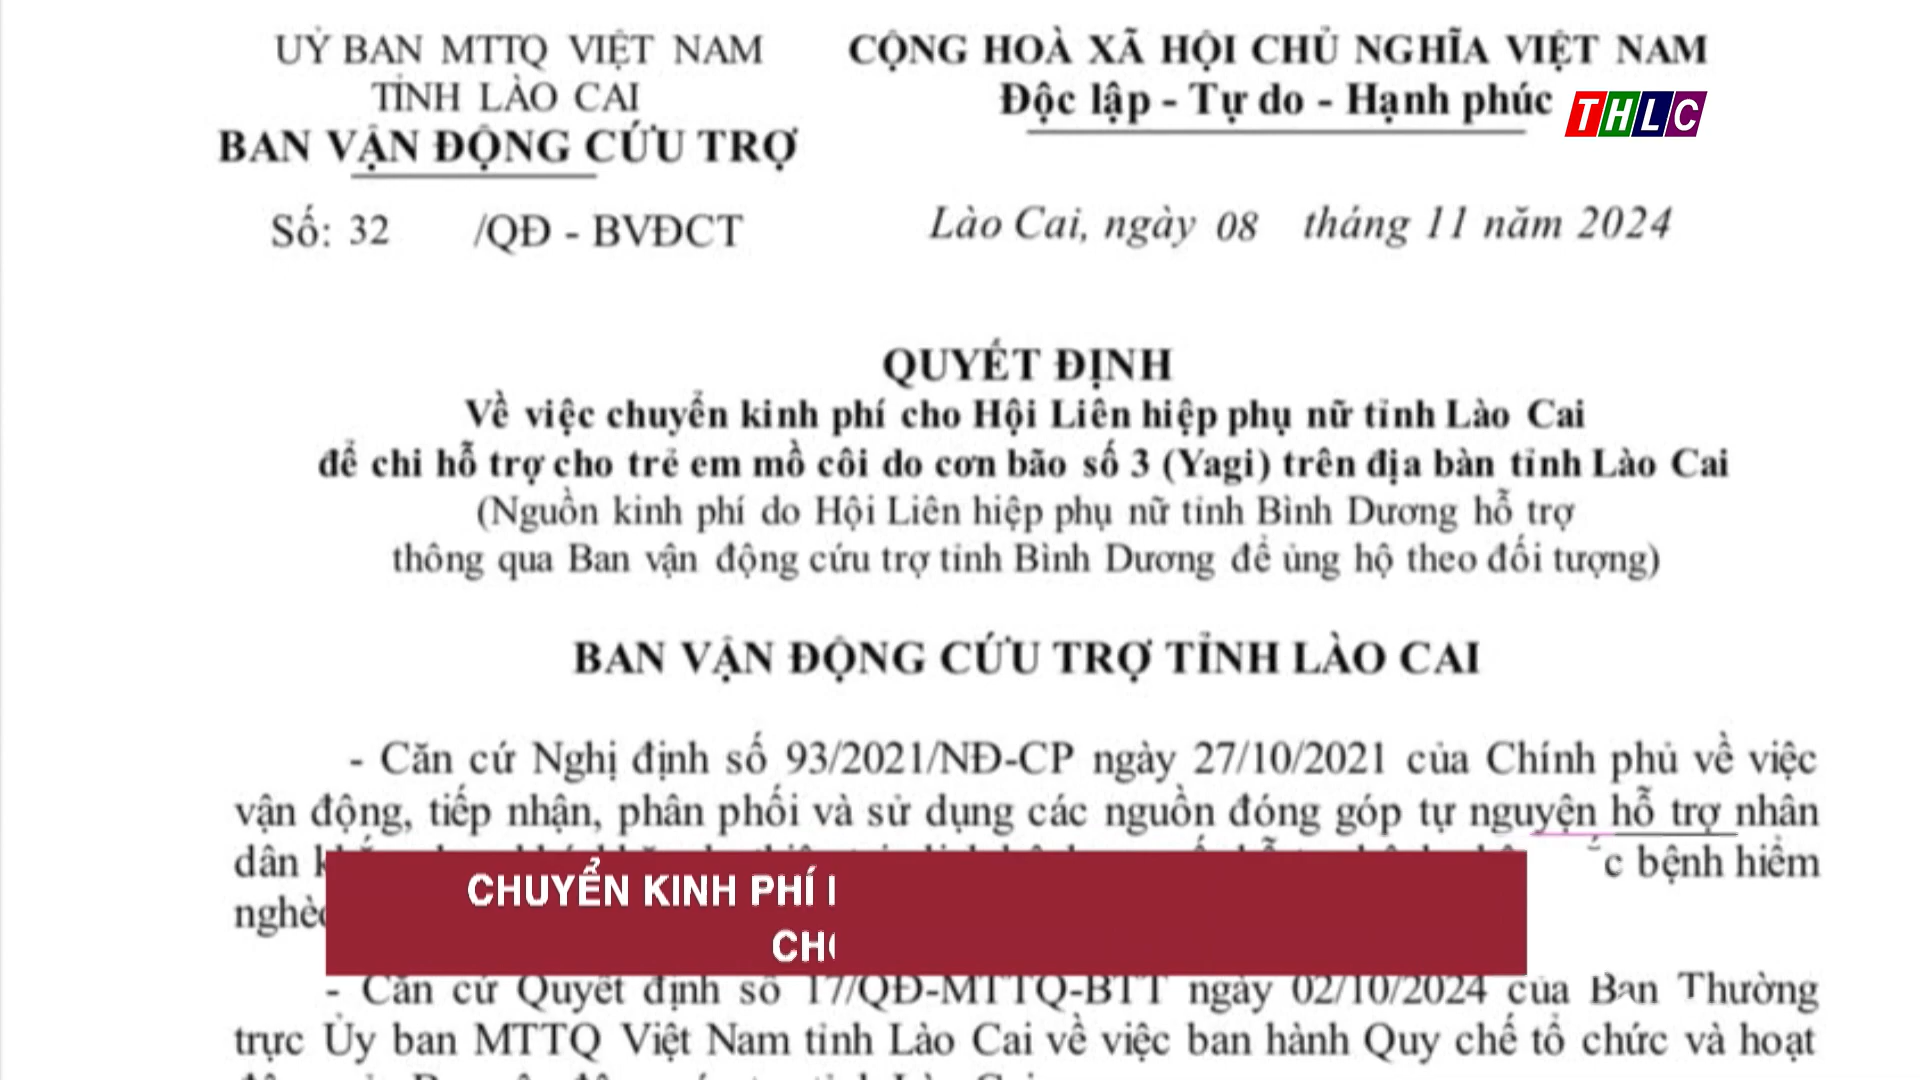 UỶ BAN MTTQ VIỆT NAM
TỈNH LÀO CAI
BAN VẬN ĐỘNG CỨU TRỢ
Số: 32 /QĐ - BVĐCT
CỘNG HOÀ XÃ HỘI CHỦ NGHĨA VIỆT NAM
Độc lập - Tự do - Hạnh phúc
THLC
Lào Cai, ngày 08 tháng 11 năm 2024
QUYẾT ĐỊNH
Về việc chuyển kinh phí cho Hội Liên hiệp phụ nữ tỉnh Lào Cai
để chi hỗ trợ cho trẻ em mồ côi do cơn bão số 3 (Yagi) trên địa bàn tỉnh Lào Cai
(Nguồn kinh phí do Hội Liên hiệp phụ nữ tỉnh Bình Dương hỗ trợ
thông qua Ban vận động cứu trợ tỉnh Bình Dương để ủng hộ theo đối tượng)
BAN VẬN ĐỘNG CỨU TRỢ TỈNH LÀO CAI
- Căn cứ Nghị định số 93/2021/NĐ-CP ngày 27/10/2021 của Chính phủ về việc
vận động, tiếp nhận, phân phối và sử dụng các nguồn đóng góp tự nguyện hỗ trợ nhân
dân bệnh hiểm
CHUYỂN KINH PHÍ
- Căn cứ Quyết định số 17/QĐ-MTTQ-BTT ngày 02/10/2024 của Ban Thường
trực Ủy ban MTTQ Việt Nam tỉnh Lào Cai về việc ban hành Quy chế tổ chức và hoạt